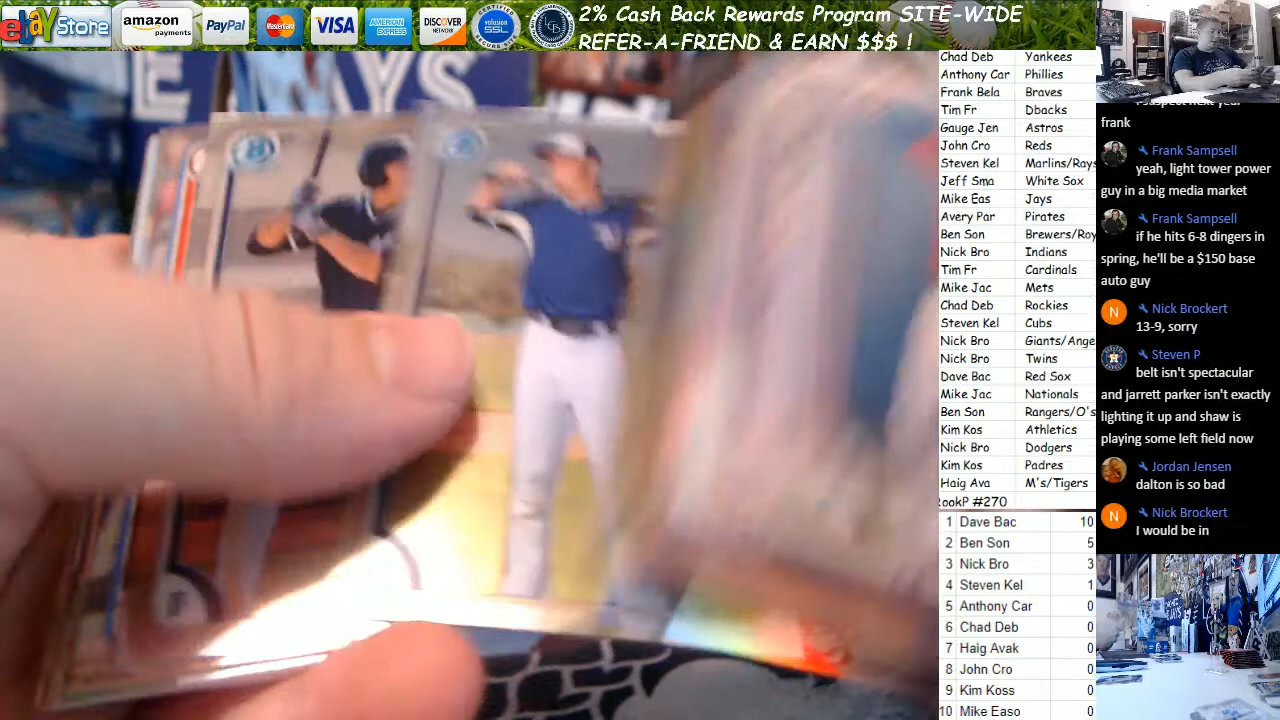 ebay Store
amazon
payments
PayPal
MasterCard
VISA
AMERICAN
EXPRESS
DISCOVER
NETWORK
CERTIFIED
SSL
SECURE SITE
2% Cash Back Rewards Program SITE-WIDE
REFER-A-FRIEND & EARN $$$ !
Chad Deb Yankees
Anthony Car Phillies
Frank Bela Braves
Tim Fr Dbacks
Gauge Jen Astros
John Cro Reds
Steven Kel Marlins/Rays
Jeff Sma White Sox
Mike Eas Jays
Avery Par Pirates
Ben Son Brewers/Roy
Nick Bro Indians
Tim Fr Cardinals
Mike Jac Mets
Chad Deb Rockies
Steven Kel Cubs
Nick Bro Giants/Ange
Nick Bro Twins
Dave Bac Red Sox
Mike Jac Nationals
Ben Son Rangers/O's
Kim Kos Athletics
Nick Bro Dodgers
Kim Kos Padres
Haig Ava M's/Tigers
RookP #270
1 Dave Bac 10
2 Ben Son 5
3 Nick Bro 3
4 Steven Kel 1
5 Anthony Car 0
6 Chad Deb 0
7 Haig Avak 0
8 John Cro 0
9 Kim Koss 0
10 Mike Easo 0
frank
Frank Sampsell
yeah, light tower power
guy in a big media market
Frank Sampsell
if he hits 6-8 dingers in
spring, he'll be a $150 base
auto guy
N Nick Brockert
13-9, sorry
Steven P
belt isn't spectacular
and jarrett parker isn't exactly
lighting it up and shaw is
playing some left field now
Jordan Jensen
dalton is so bad
N Nick Brockert
I would be in